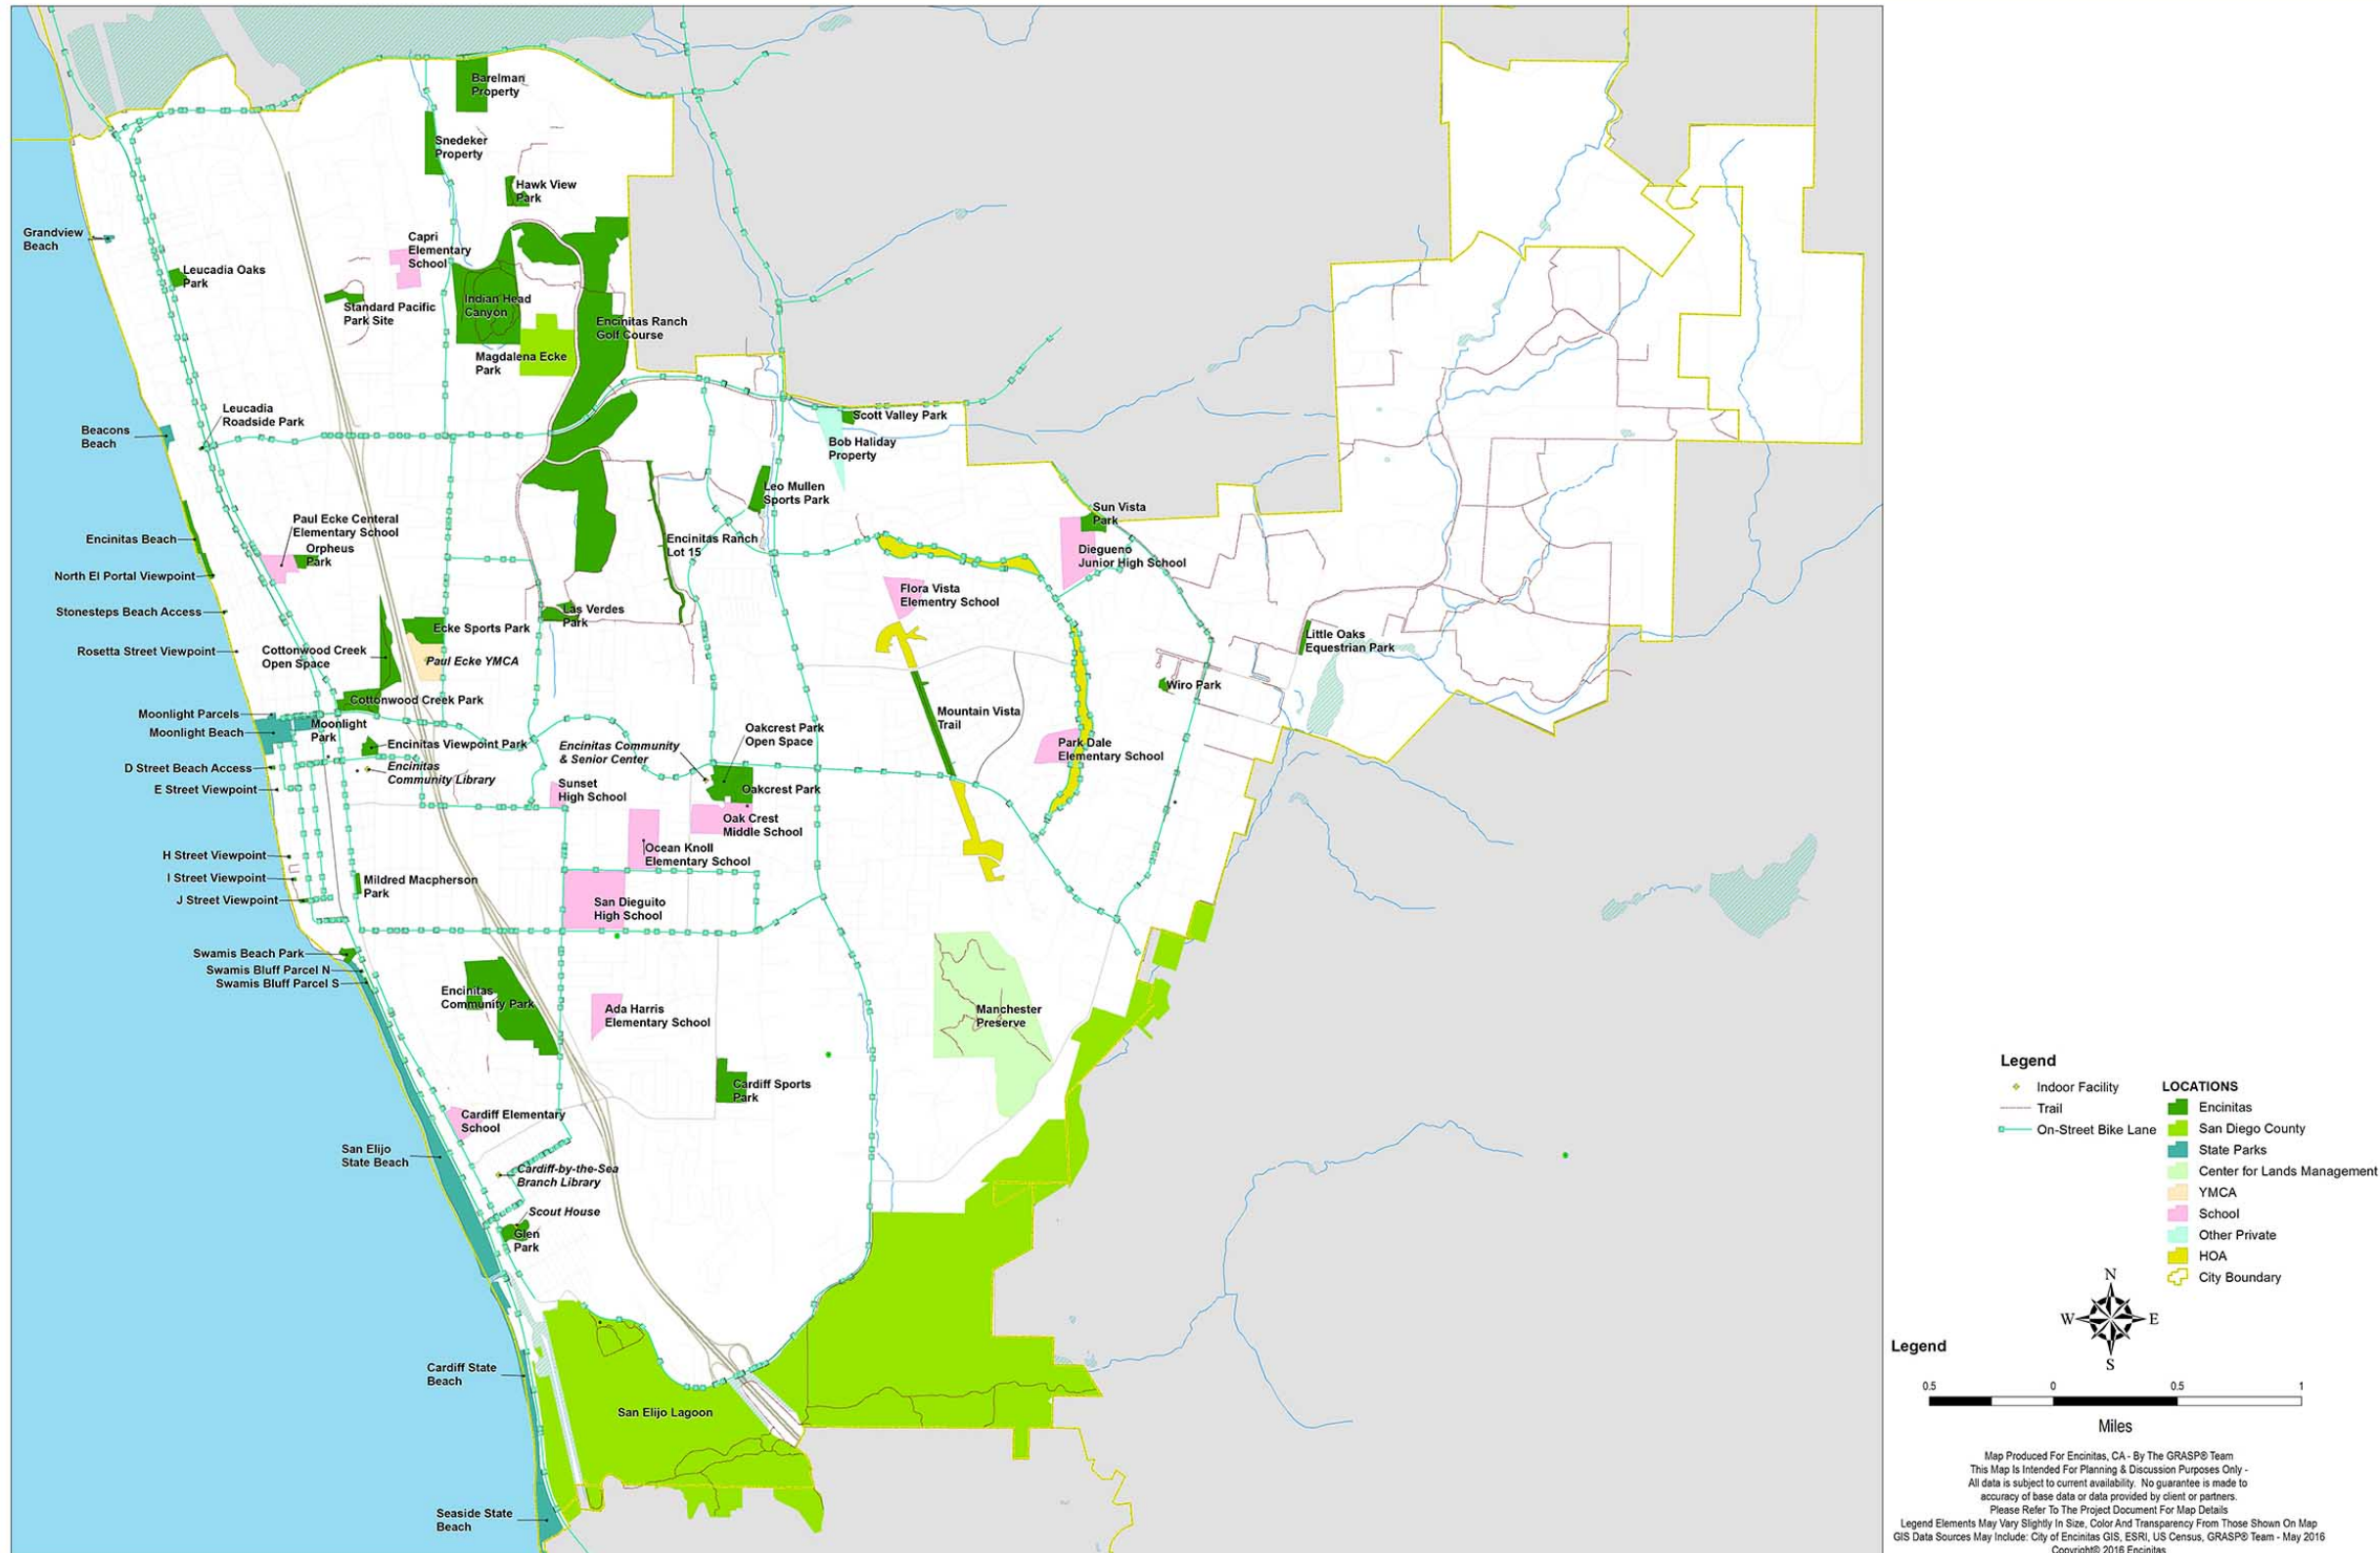 Barelman
Property
Snedeker
Property
Hawk View
Park
Grandview
Beach
Capri
Elementary
School
Leucadia Oaks
Park
Standard Pacific
Park Site
Indian Head
Canyon
Encinitas Ranch
Golf Course
Magdalena Ecke
Park
Leucadia
Roadside Park
Beacons
Beach
Scott Valley Park
Bob Haliday
Property
Leo Mullen
Sports Park
Sun Vista
Park
Paul Ecke Centeral
Elementary School
Encinitas Beach
Orpheus
Park
Encinitas Ranch
Lot 15
Diegueno
Junior High School
North El Portal Viewpoint
Flora Vista
Elementry School
Stonesteps Beach Access
Las Verdes
Park
Ecke Sports Park
Little Oaks
Equestrian Park
Rosetta Street Viewpoint
Cottonwood Creek
Open Space
Paul Ecke YMCA
Wiro Park
Cottonwood Creek Park
Moonlight Parcels
Moonlight Beach
Moonlight
Park
Mountain Vista
Trail
Oakcrest Park
Open Space
Encinitas Viewpoint Park
Encinitas Community
& Senior Center
Park Dale
Elementary School
D Street Beach Access
Encinitas
Community Library
E Street Viewpoint
Sunset
High School
Oakcrest Park
Oak Crest
Middle School
H Street Viewpoint
Ocean Knoll
Elementary School
I Street Viewpoint
Mildred Macpherson
Park
J Street Viewpoint
San Dieguito
High School
Swamis Beach Park
Swamis Bluff Parcel N
Swamis Bluff Parcel S
Encinitas
Community Park
Ada Harris
Elementary School
Manchester
Preserve
Cardiff Sports
Park
Cardiff Elementary
School
San Elijo
State Beach
Cardiff-by-the-Sea
Branch Library
Scout House
Glen
Park
Cardiff State
Beach
San Elijo Lagoon
Seaside State
Beach
Legend
Indoor Facility
Trail
On-Street Bike Lane
LOCATIONS
Encinitas
San Diego County
State Parks
Center for Lands Management
YMCA
School
Other Private
HOA
City Boundary
N
W E
S
Legend
0.5 0 0.5 1
Miles
Map Produced For Encinitas, CA - By The GRASP® Team
This Map Is Intended For Planning & Discussion Purposes Only -
All data is subject to current availability. No guarantee is made to
accuracy of base data or data provided by client or partners.
Please Refer To The Project Document For Map Details
Legend Elements May Vary Slightly In Size, Color And Transparency From Those Shown On Map
GIS Data Sources May Include: City of Encinitas GIS, ESRI, US Census, GRASP® Team - May 2016
Copyright© 2016 Encinitas